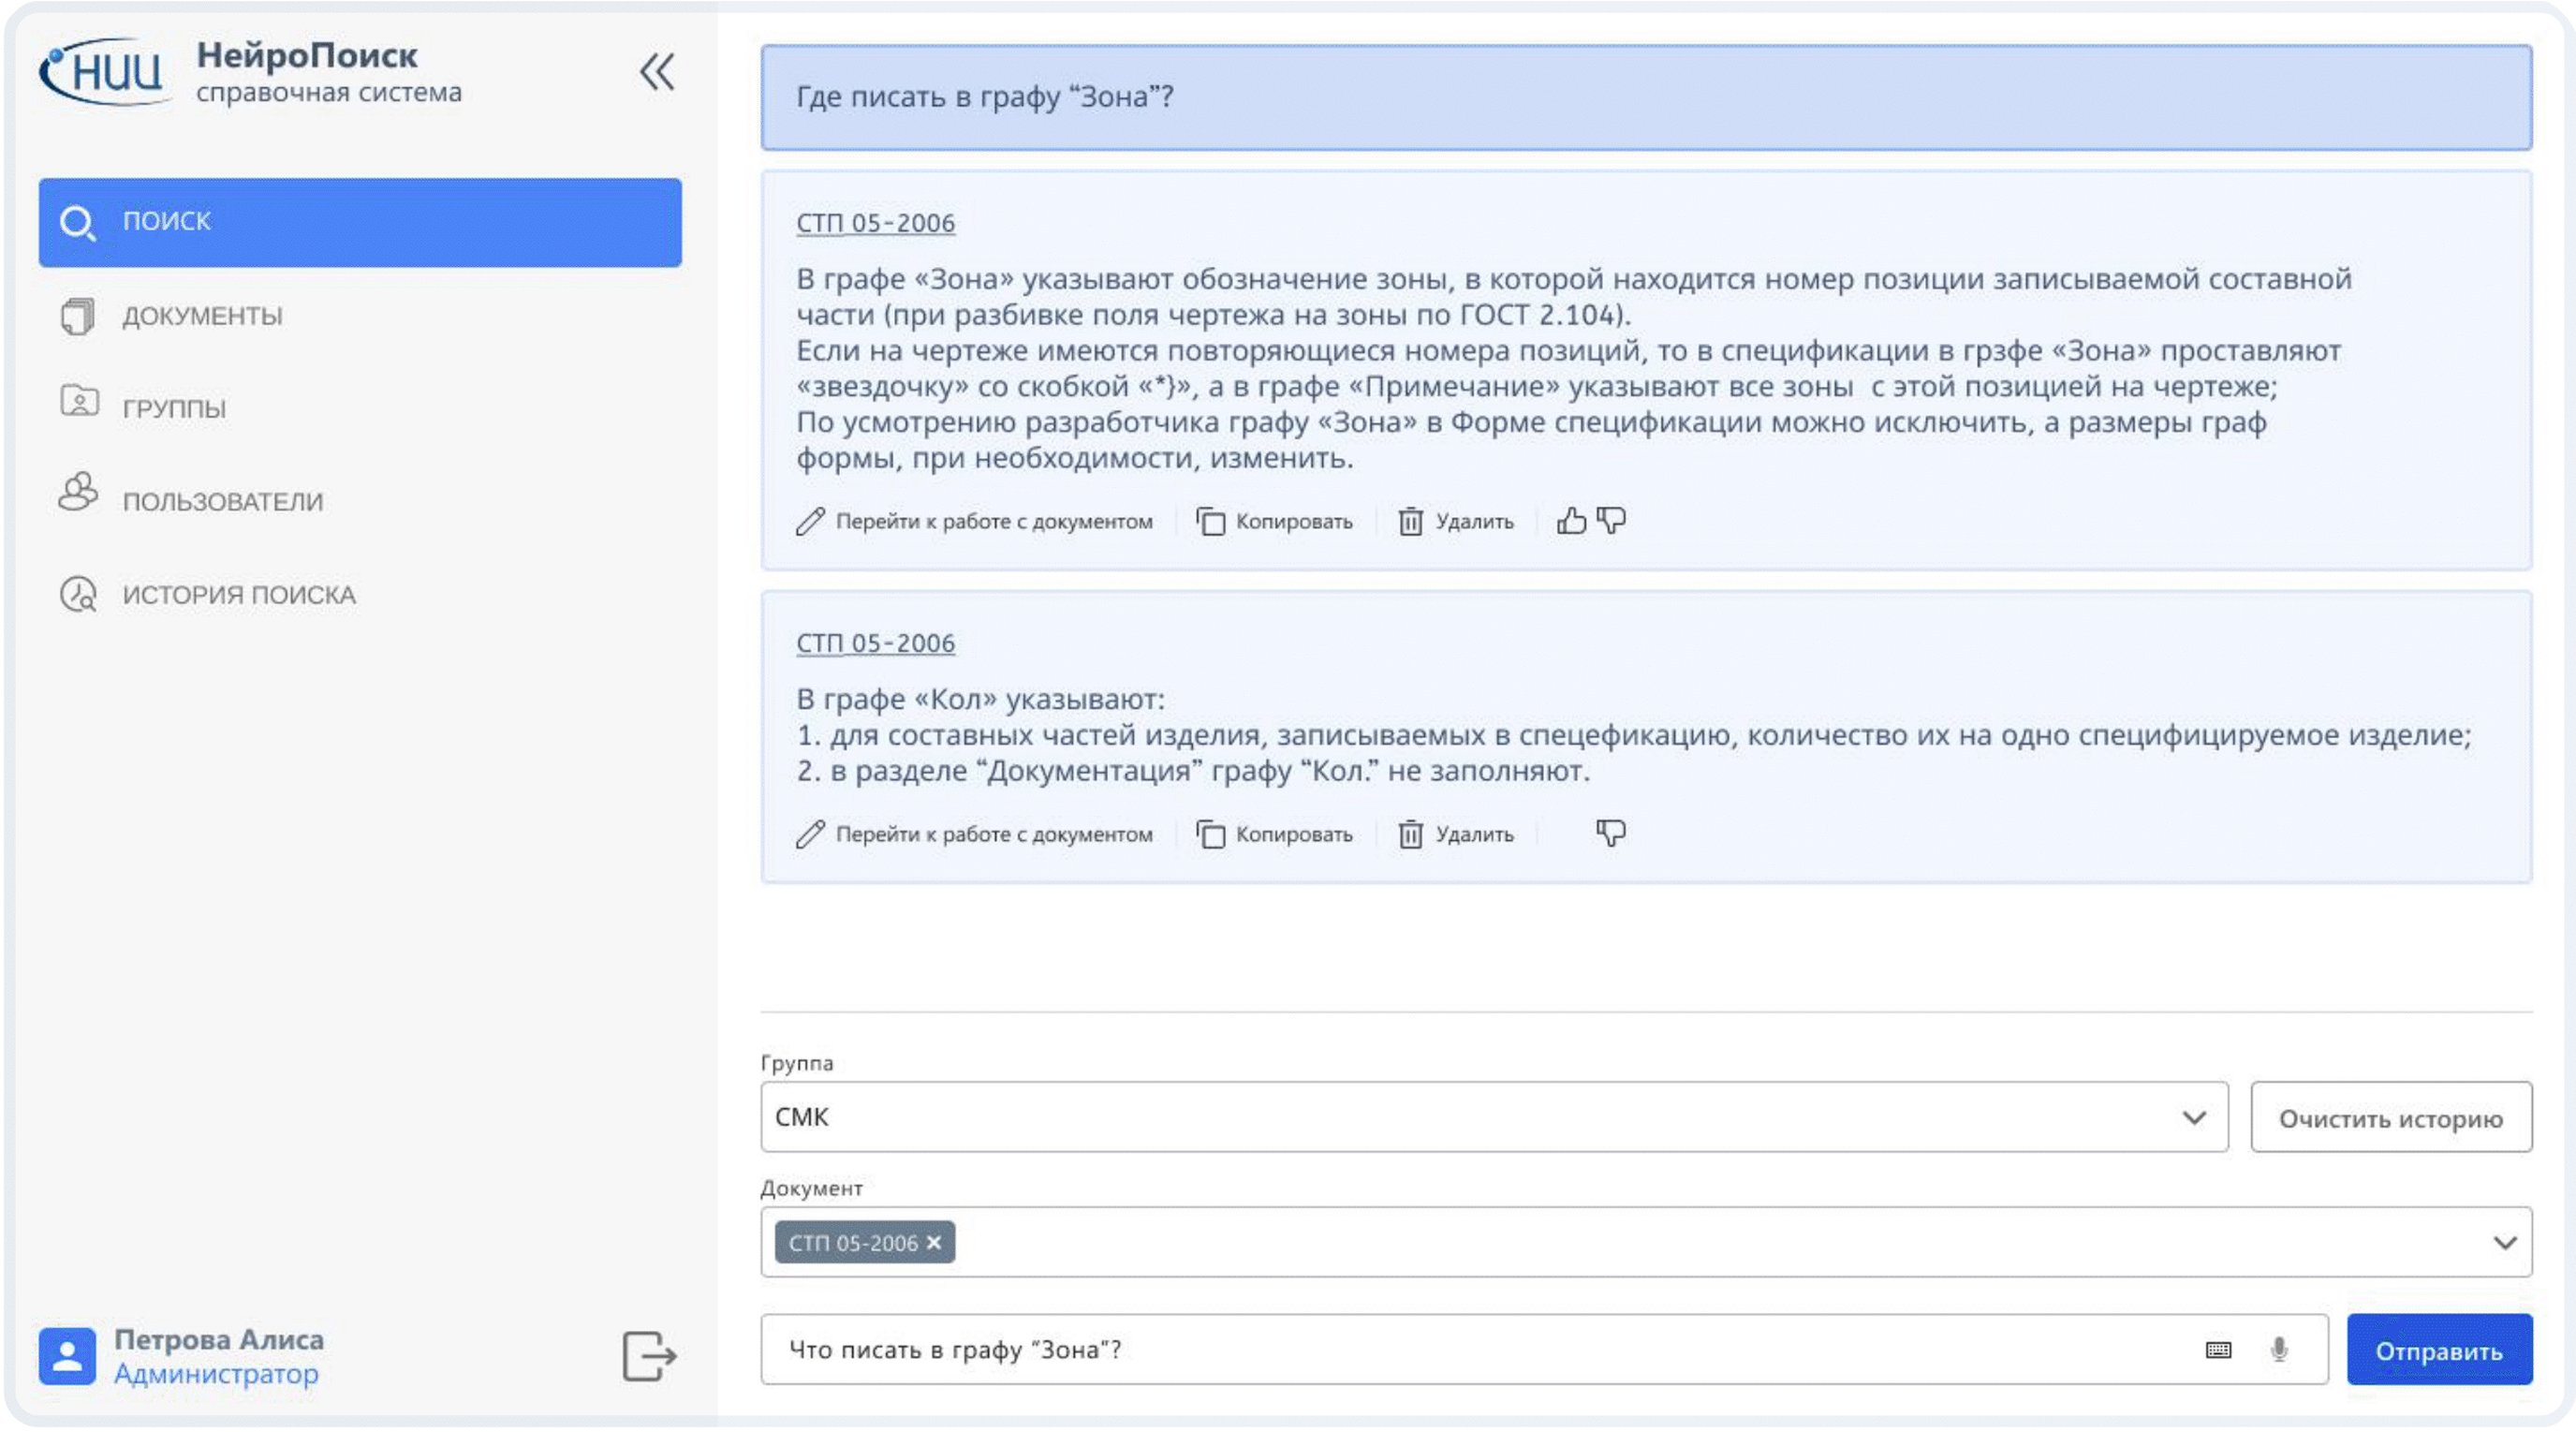 НИЦ
НейроПоиск
справочная система
ПОИСК
ДОКУМЕНТЫ
ГРУППЫ
ПОЛЬЗОВАТЕЛИ
ИСТОРИЯ ПОИСКА
Петрова Алиса
Администратор
Где писать в графу “Зона”?
СТП 05-2006
В графе «Зона» указывают обозначение зоны, в которой находится номер позиции записываемой составной
части (при разбивке поля чертежа на зоны по ГОСТ 2.104).
Если на чертеже имеются повторяющиеся номера позиций, то в спецификации в грзфе «Зона» проставляют
«звездочку» со скобкой «*}», а в графе «Примечание» указывают все зоны с этой позицией на чертеже;
По усмотрению разработчика графу «Зона» в Форме спецификации можно исключить, а размеры граф
формы, при необходимости, изменить.
Перейти к работе с документом Копировать Удалить
СТП 05-2006
В графе «Кол» указывают:
1. для составных частей изделия, записываемых в спецефикацию, количество их на одно специфицируемое изделие;
2. в разделе “Документация” графу “Кол.” не заполняют.
Перейти к работе с документом Копировать Удалить
Группа
СМК
Очистить историю
Документ
СТП 05-2006 ×
Что писать в графу “Зона”?
Отправить